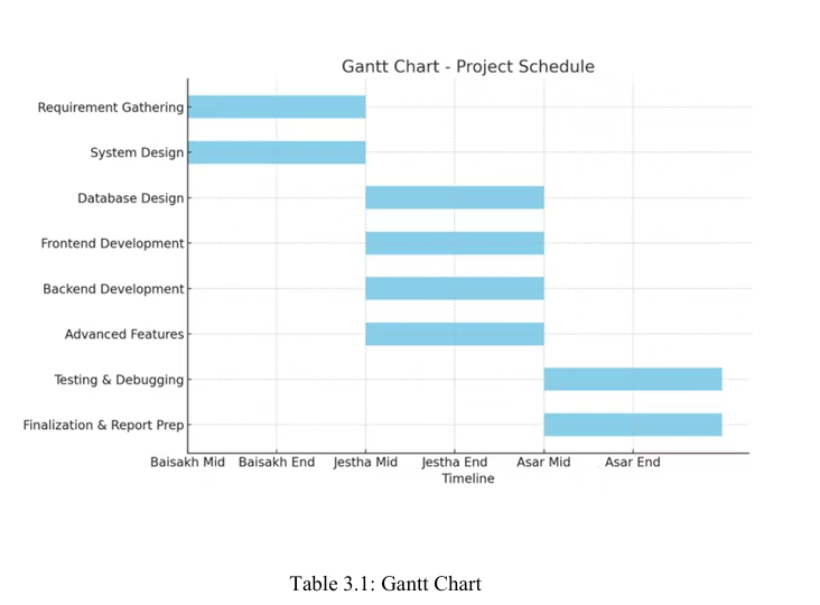 Gantt Chart - Project Schedule
Requirement Gathering
System Design
Database Design
Frontend Development
Backend Development
Advanced Features
Testing & Debugging
Finalization & Report Prep
Baisakh Mid Baisakh End Jestha Mid Jestha End Asar Mid Asar End
Timeline
Table 3.1: Gantt Chart